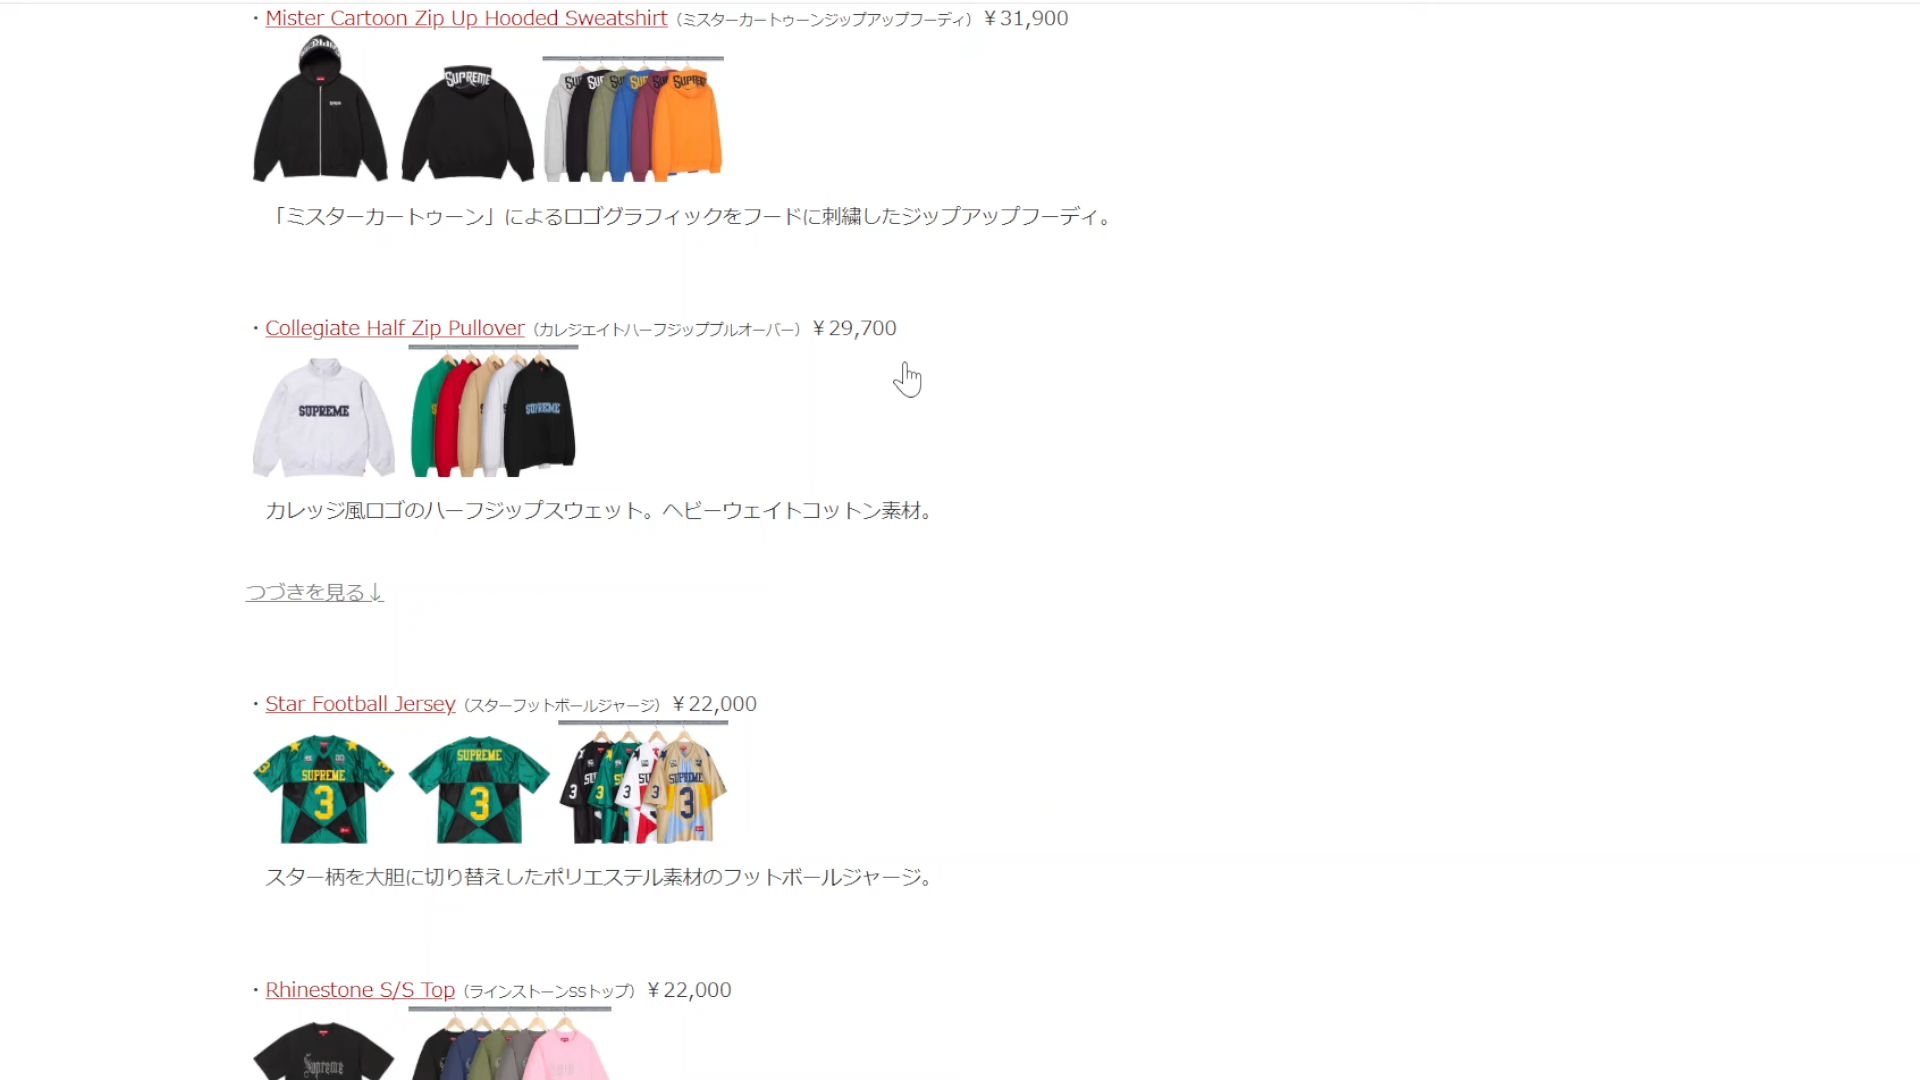 ・Mister Cartoon Zip Up Hooded Sweatshirt（ミスターカートゥーンジップアップフーディ）￥31,900
SUPREME
「ミスターカートゥーン」によるロゴグラフィックをフードに刺繍したジップアップフーディ。
・Collegiate Half Zip Pullover（カレジエイトハーフジッププルオーバー）￥29,700
SUPREME
SUPREME
カレッジ風ロゴのハーフジップスウェット。ヘビーウェイトコットン素材。
つづきを見る↓
・Star Football Jersey（スターフットボールジャージ）￥22,000
SUPREME
3
SUPREME
3
SUPREME
3
スター柄を大胆に切り替えしたポリエステル素材のフットボールジャージ。
・Rhinestone S/S Top（ラインストーンssトップ）￥22,000
Supreme